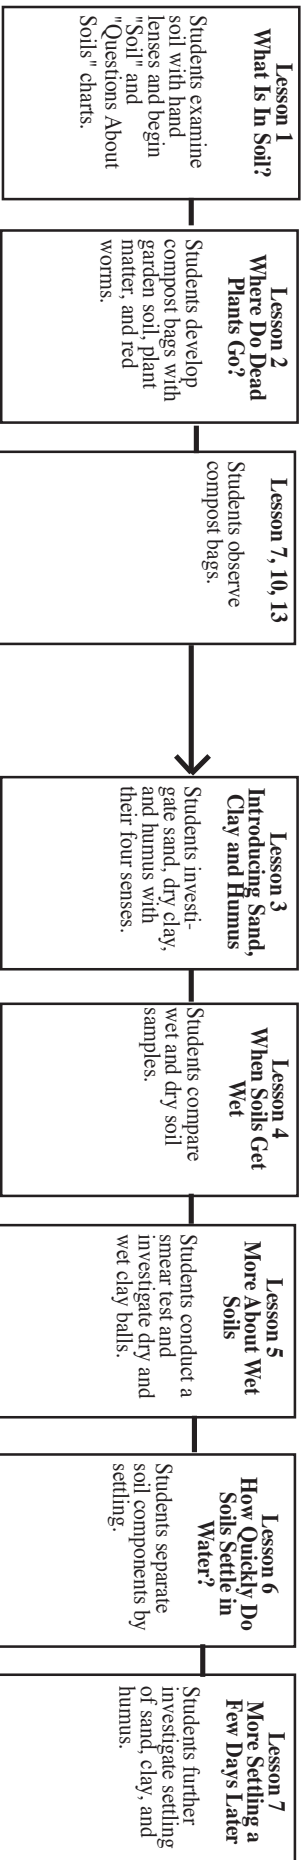 Lesson 1
What Is In Soil?
Students examine
soil with hand
lenses and begin
"Soil" and
"Questions About
Soils" charts.
Lesson 2
Where Do Dead
Plants Go?
Students develop
compost bags with
garden soil, plant
matter, and red
worms.
Lesson 7, 10, 13
Students observe
compost bags.
Lesson 3
Introducing Sand,
Clay and Humus
Students investi-
gate sand, dry clay,
and humus with
their four senses.
Lesson 4
When Soils Get
Wet
Students compare
wet and dry soil
samples.
Lesson 5
More About Wet
Soils
Students conduct a
smear test and
investigate dry and
wet clay balls.
Lesson 6
How Quickly Do
Soils Settle in
Water?
Students separate
soil components by
settling.
Lesson 7
More Settling a
Few Days Later
Students further
investigate settling
of sand, clay, and
humus.